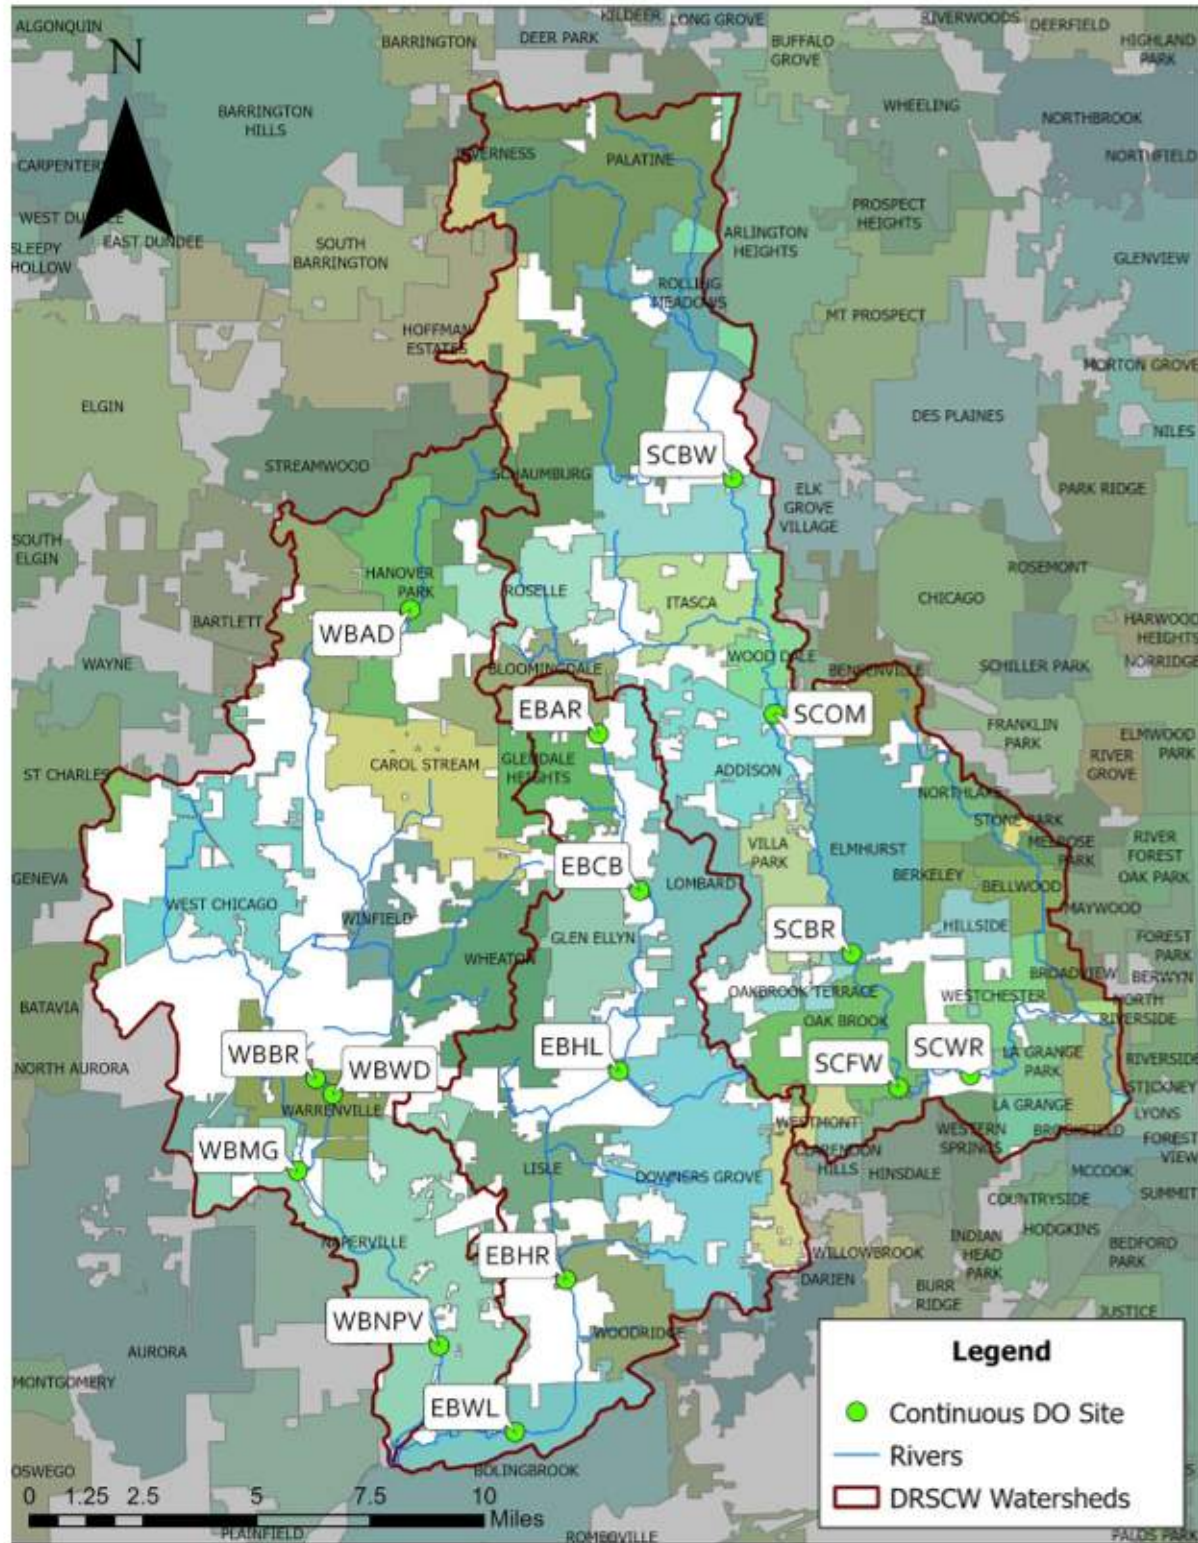 ALGONQUIN
KILDEER
LONG GROVE
RIVERWOODS
DEERFIELD
BARRINGTON
DEER PARK
BUFFALO
GROVE
HIGHLAND
PARK
N
BARRINGTON
HILLS
WHEELING
NORTHBROOK
PALATINE
NORTHFIELD
WEST DUNDEE
EAST DUNDEE
SLEEPY
HOLLOW
SOUTH
BARRINGTON
PROSPECT
HEIGHTS
ARLINGTON
HEIGHTS
GLENVIEW
ROLLING
MEADOWS
MT PROSPECT
HOFFMAN
ESTATES
MORTON GROVE
ELGIN
DES PLAINES
NILES
STREAMWOOD
SCHAUMBURG
SCBW
ELK
GROVE
VILLAGE
PARK RIDGE
SOUTH
ELGIN
HANOVER
PARK
ROSELLE
ITASCA
ROSEMONT
CHICAGO
BARTLETT
WBAD
HARWOOD
HEIGHTS
WAYNE
BLOOMINGDALE
WOOD DALE
BENSENVILLE
SCHILLER PARK
NORRIDGE
EBAR
SCOM
FRANKLIN
PARK
ELMWOOD
PARK
ST CHARLES
CAROL STREAM
GLENDALE
HEIGHTS
ADDISON
RIVER
GROVE
NORTHLAKE
STONE PARK
VILLA
PARK
ELMHURST
MELROSE
PARK
RIVER
FOREST
OAK PARK
GENEVA
EBCB
LOMBARD
BERKELEY
BELLWOOD
MAYWOOD
WEST CHICAGO
WINFIELD
GLEN ELLYN
SCBR
HILLSIDE
FOREST
PARK
WHEATON
BROADVIEW
BERWYN
BATAVIA
OAKBROOK TERRACE
WESTCHESTER
NORTH
RIVERSIDE
OAK BROOK
NORTH AURORA
WBBR
WBWD
EBHL
SCFW
SCWR
LA GRANGE
PARK
RIVERSIDE
STICKNEY
WARRENVILLE
LA GRANGE
LYONS
WBMG
WESTMONT
WESTERN
SPRINGS
BROOKFIELD
FOREST
VIEW
LISLE
DOWNERS GROVE
CLARENDON
HILLS
HINSDALE
MCCOOK
COUNTRYSIDE
SUMMIT
HODGKINS
NAPERVILLE
EBHR
WILLOWBROOK
INDIAN
HEAD
PARK
BEDFORD
PARK
DARIEN
BURR
RIDGE
JUSTICE
WBNPV
WOODRIDGE
AURORA
MONTGOMERY
EBWL
BOLINGBROOK
OSWEGO
Legend
Continuous DO Site
Rivers
DRSCW Watersheds
0 1.25 2.5 5 7.5 10
Miles
PLAINFIELD
PALOS PARK